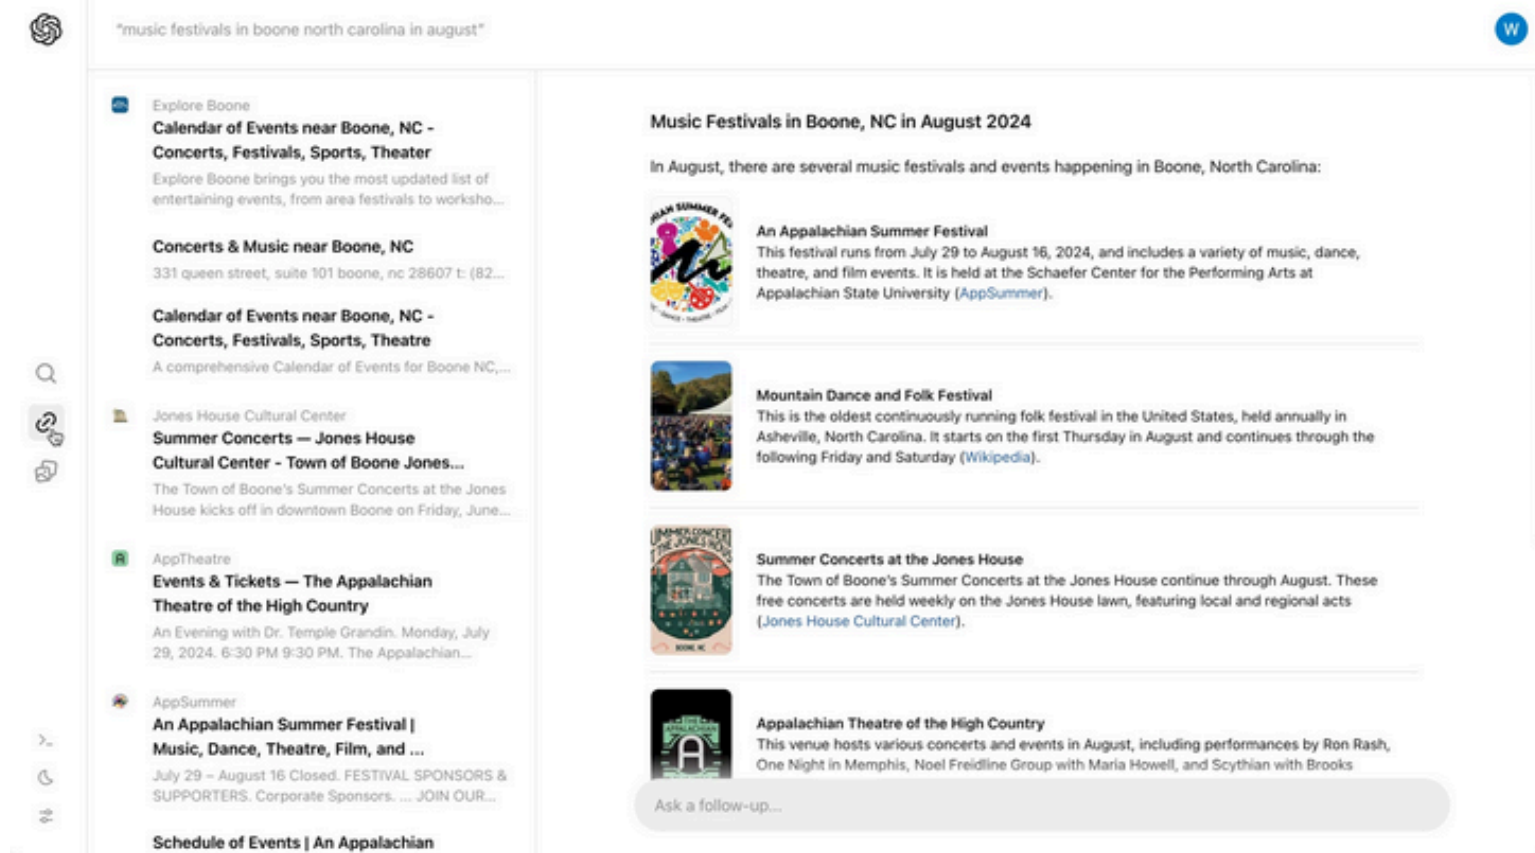 "music festivals in boone north carolina in august"
W
Explore Boone
Calendar of Events near Boone, NC -
Concerts, Festivals, Sports, Theater
Explore Boone brings you the most updated list of
entertaining events, from area festivals to worksho...
Concerts & Music near Boone, NC
331 queen street, suite 101 boone, nc 28607 t: (82...
Calendar of Events near Boone, NC -
Concerts, Festivals, Sports, Theatre
A comprehensive Calendar of Events for Boone NC,...
Jones House Cultural Center
Summer Concerts — Jones House
Cultural Center - Town of Boone Jones...
The Town of Boone's Summer Concerts at the Jones
House kicks off in downtown Boone on Friday, June...
AppTheatre
Events & Tickets — The Appalachian
Theatre of the High Country
An Evening with Dr. Temple Grandin. Monday, July
29, 2024. 6:30 PM 9:30 PM. The Appalachian...
AppSummer
An Appalachian Summer Festival |
Music, Dance, Theatre, Film, and ...
July 29 – August 16 Closed. FESTIVAL SPONSORS &
SUPPORTERS. Corporate Sponsors. ... JOIN OUR...
Schedule of Events | An Appalachian
Music Festivals in Boone, NC in August 2024
In August, there are several music festivals and events happening in Boone, North Carolina:
An Appalachian Summer Festival
This festival runs from July 29 to August 16, 2024, and includes a variety of music, dance,
theatre, and film events. It is held at the Schaefer Center for the Performing Arts at
Appalachian State University (AppSummer).
Mountain Dance and Folk Festival
This is the oldest continuously running folk festival in the United States, held annually in
Asheville, North Carolina. It starts on the first Thursday in August and continues through the
following Friday and Saturday (Wikipedia).
Summer Concerts at the Jones House
The Town of Boone's Summer Concerts at the Jones House continue through August. These
free concerts are held weekly on the Jones House lawn, featuring local and regional acts
(Jones House Cultural Center).
BOONE, NC
Appalachian Theatre of the High Country
This venue hosts various concerts and events in August, including performances by Ron Rash,
One Night in Memphis, Noel Freidline Group with Maria Howell, and Scythian with Brooks
Ask a follow-up...